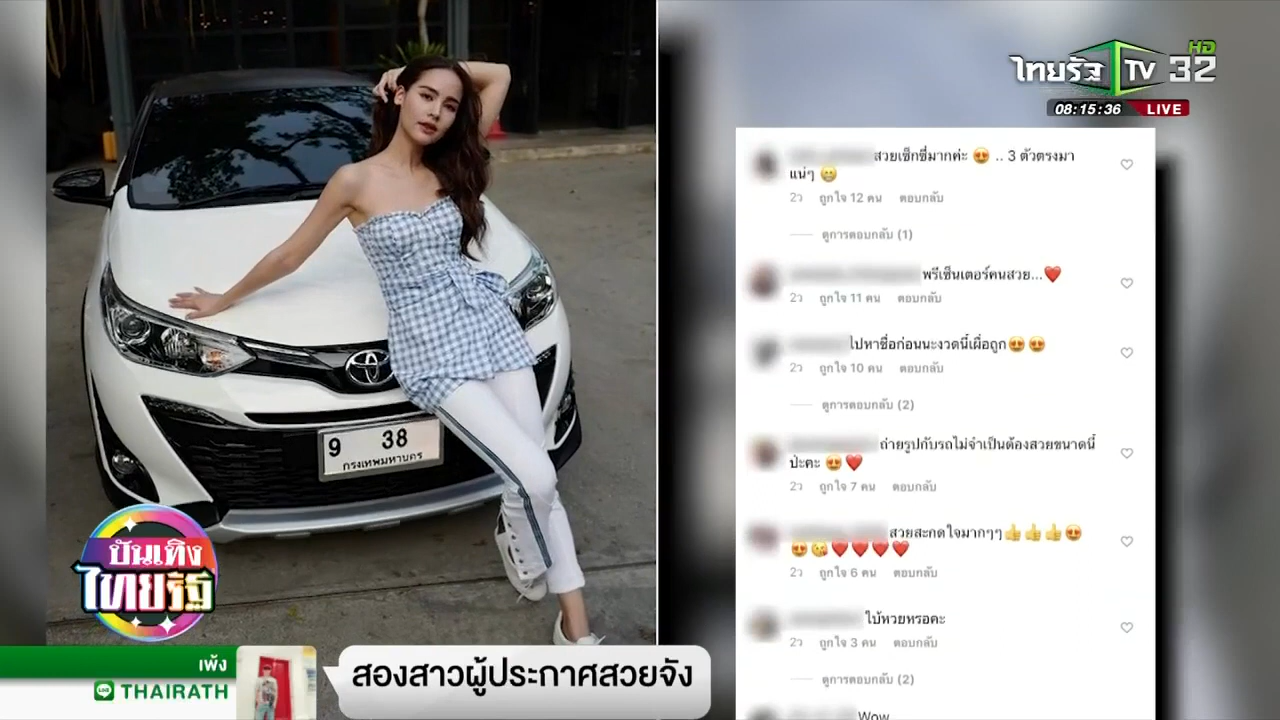 ไทยรัฐ TV HD 32
08:15:36 LIVE
สวยเซ็กซี่มากค่ะ 😍 .. 3 ตัวตรงมา
แน่ๆ 😁
2ว ถูกใจ 12 คน ตอบกลับ
ดูการตอบกลับ (1)
พรีเซ็นเตอร์คนสวย...❤️
2ว ถูกใจ 11 คน ตอบกลับ
ไปหาซื้อก่อนนะงวดนี้เผื่อถูก😍 😍
2ว ถูกใจ 10 คน ตอบกลับ
ดูการตอบกลับ (2)
ถ่ายรูปกับรถไม่จำเป็นต้องสวยขนาดนี้
ป่ะคะ 😍❤️
2ว ถูกใจ 7 คน ตอบกลับ
สวยสะกดใจมากๆๆ👍👍👍😍
😍😘❤️❤️❤️❤️
2ว ถูกใจ 6 คน ตอบกลับ
ใบ้หวยหรอคะ
2ว ถูกใจ 3 คน ตอบกลับ
ดูการตอบกลับ (2)
Wow
9 38
กรุงเทพมหานคร
บันเทิง
ไทยรัฐ
เพ้ง
LINE THAIRATH
สองสาวผู้ประกาศสวยจัง